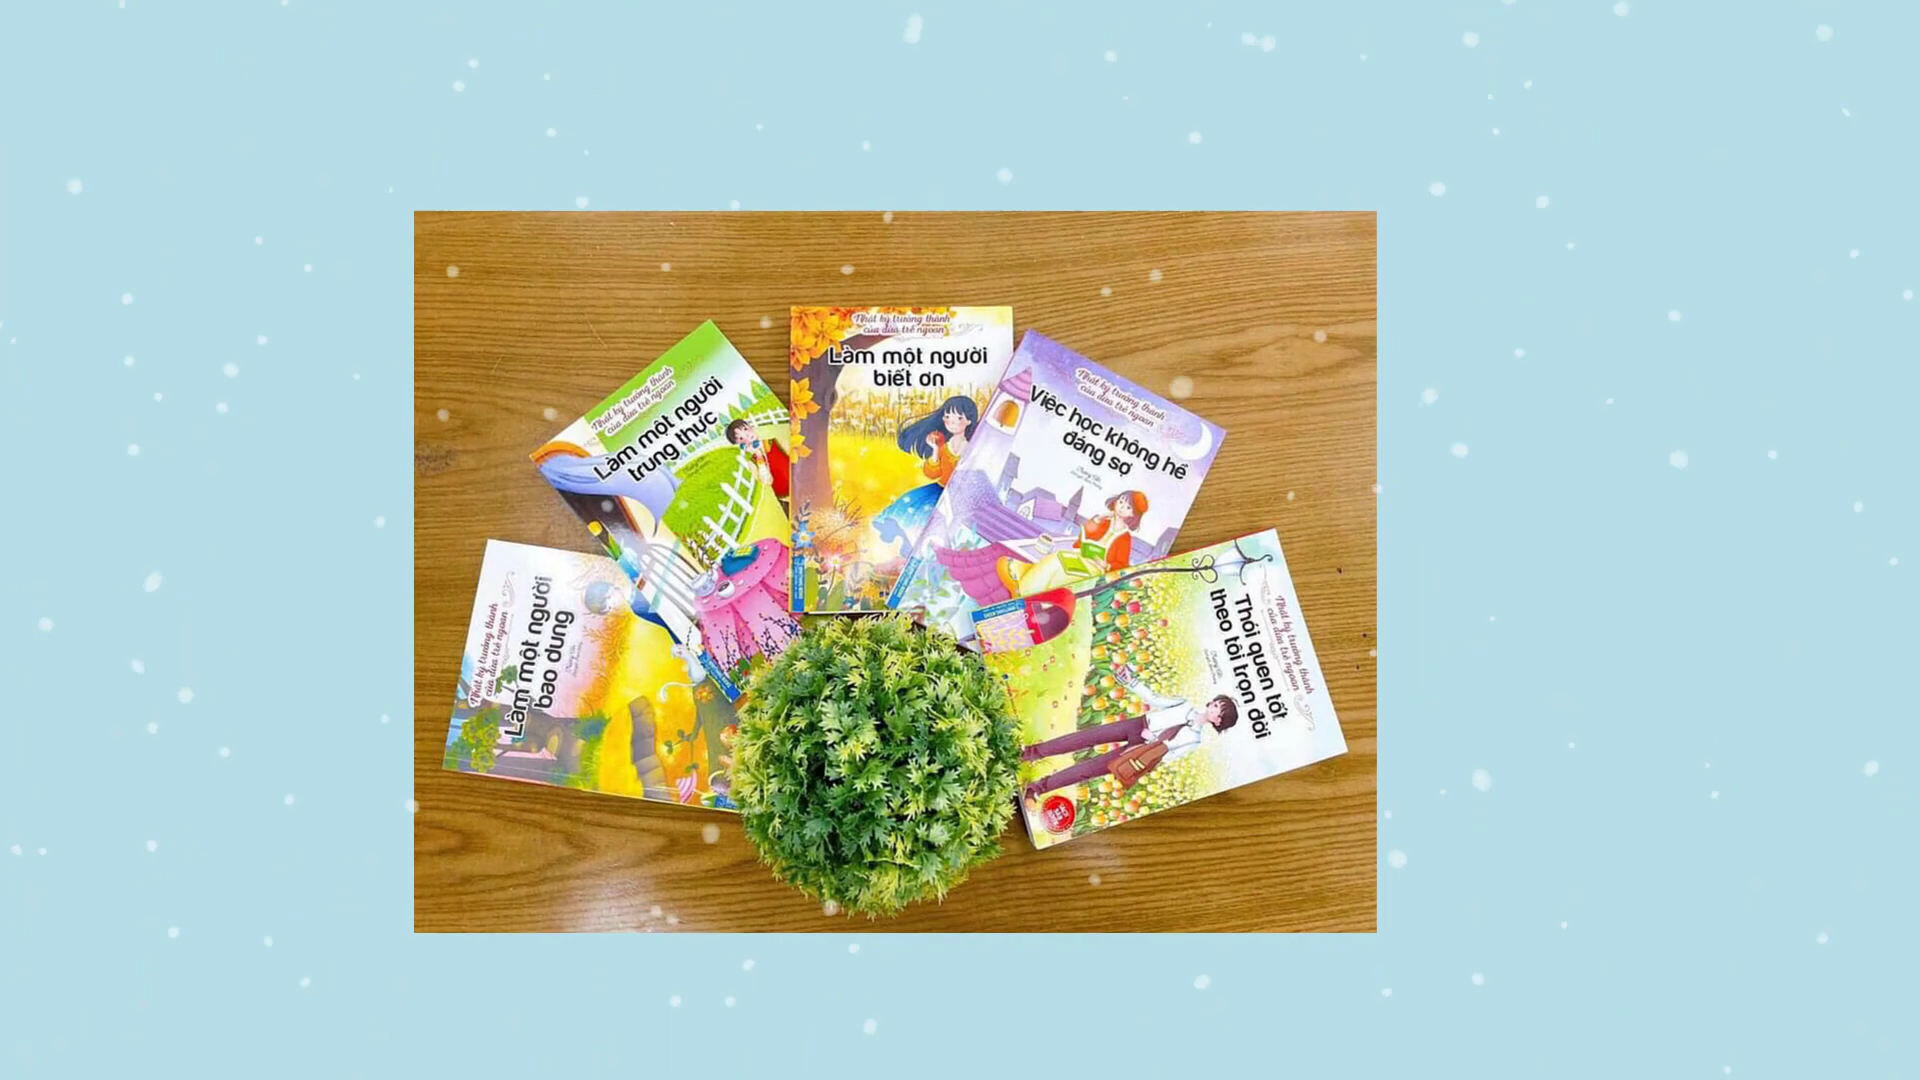 Nhật ký trưởng thành
của đứa trẻ ngoan
Làm một người
bao dung
Nhật ký trưởng thành
của đứa trẻ ngoan
Làm một người
trung thực
Nhật ký trưởng thành
của đứa trẻ ngoan
Làm một người
biết ơn
Nhật ký trưởng thành
của đứa trẻ ngoan
Việc học không hề
đáng sợ
Nhật ký trưởng thành
của đứa trẻ ngoan
Thói quen tốt
theo tôi trọn đời